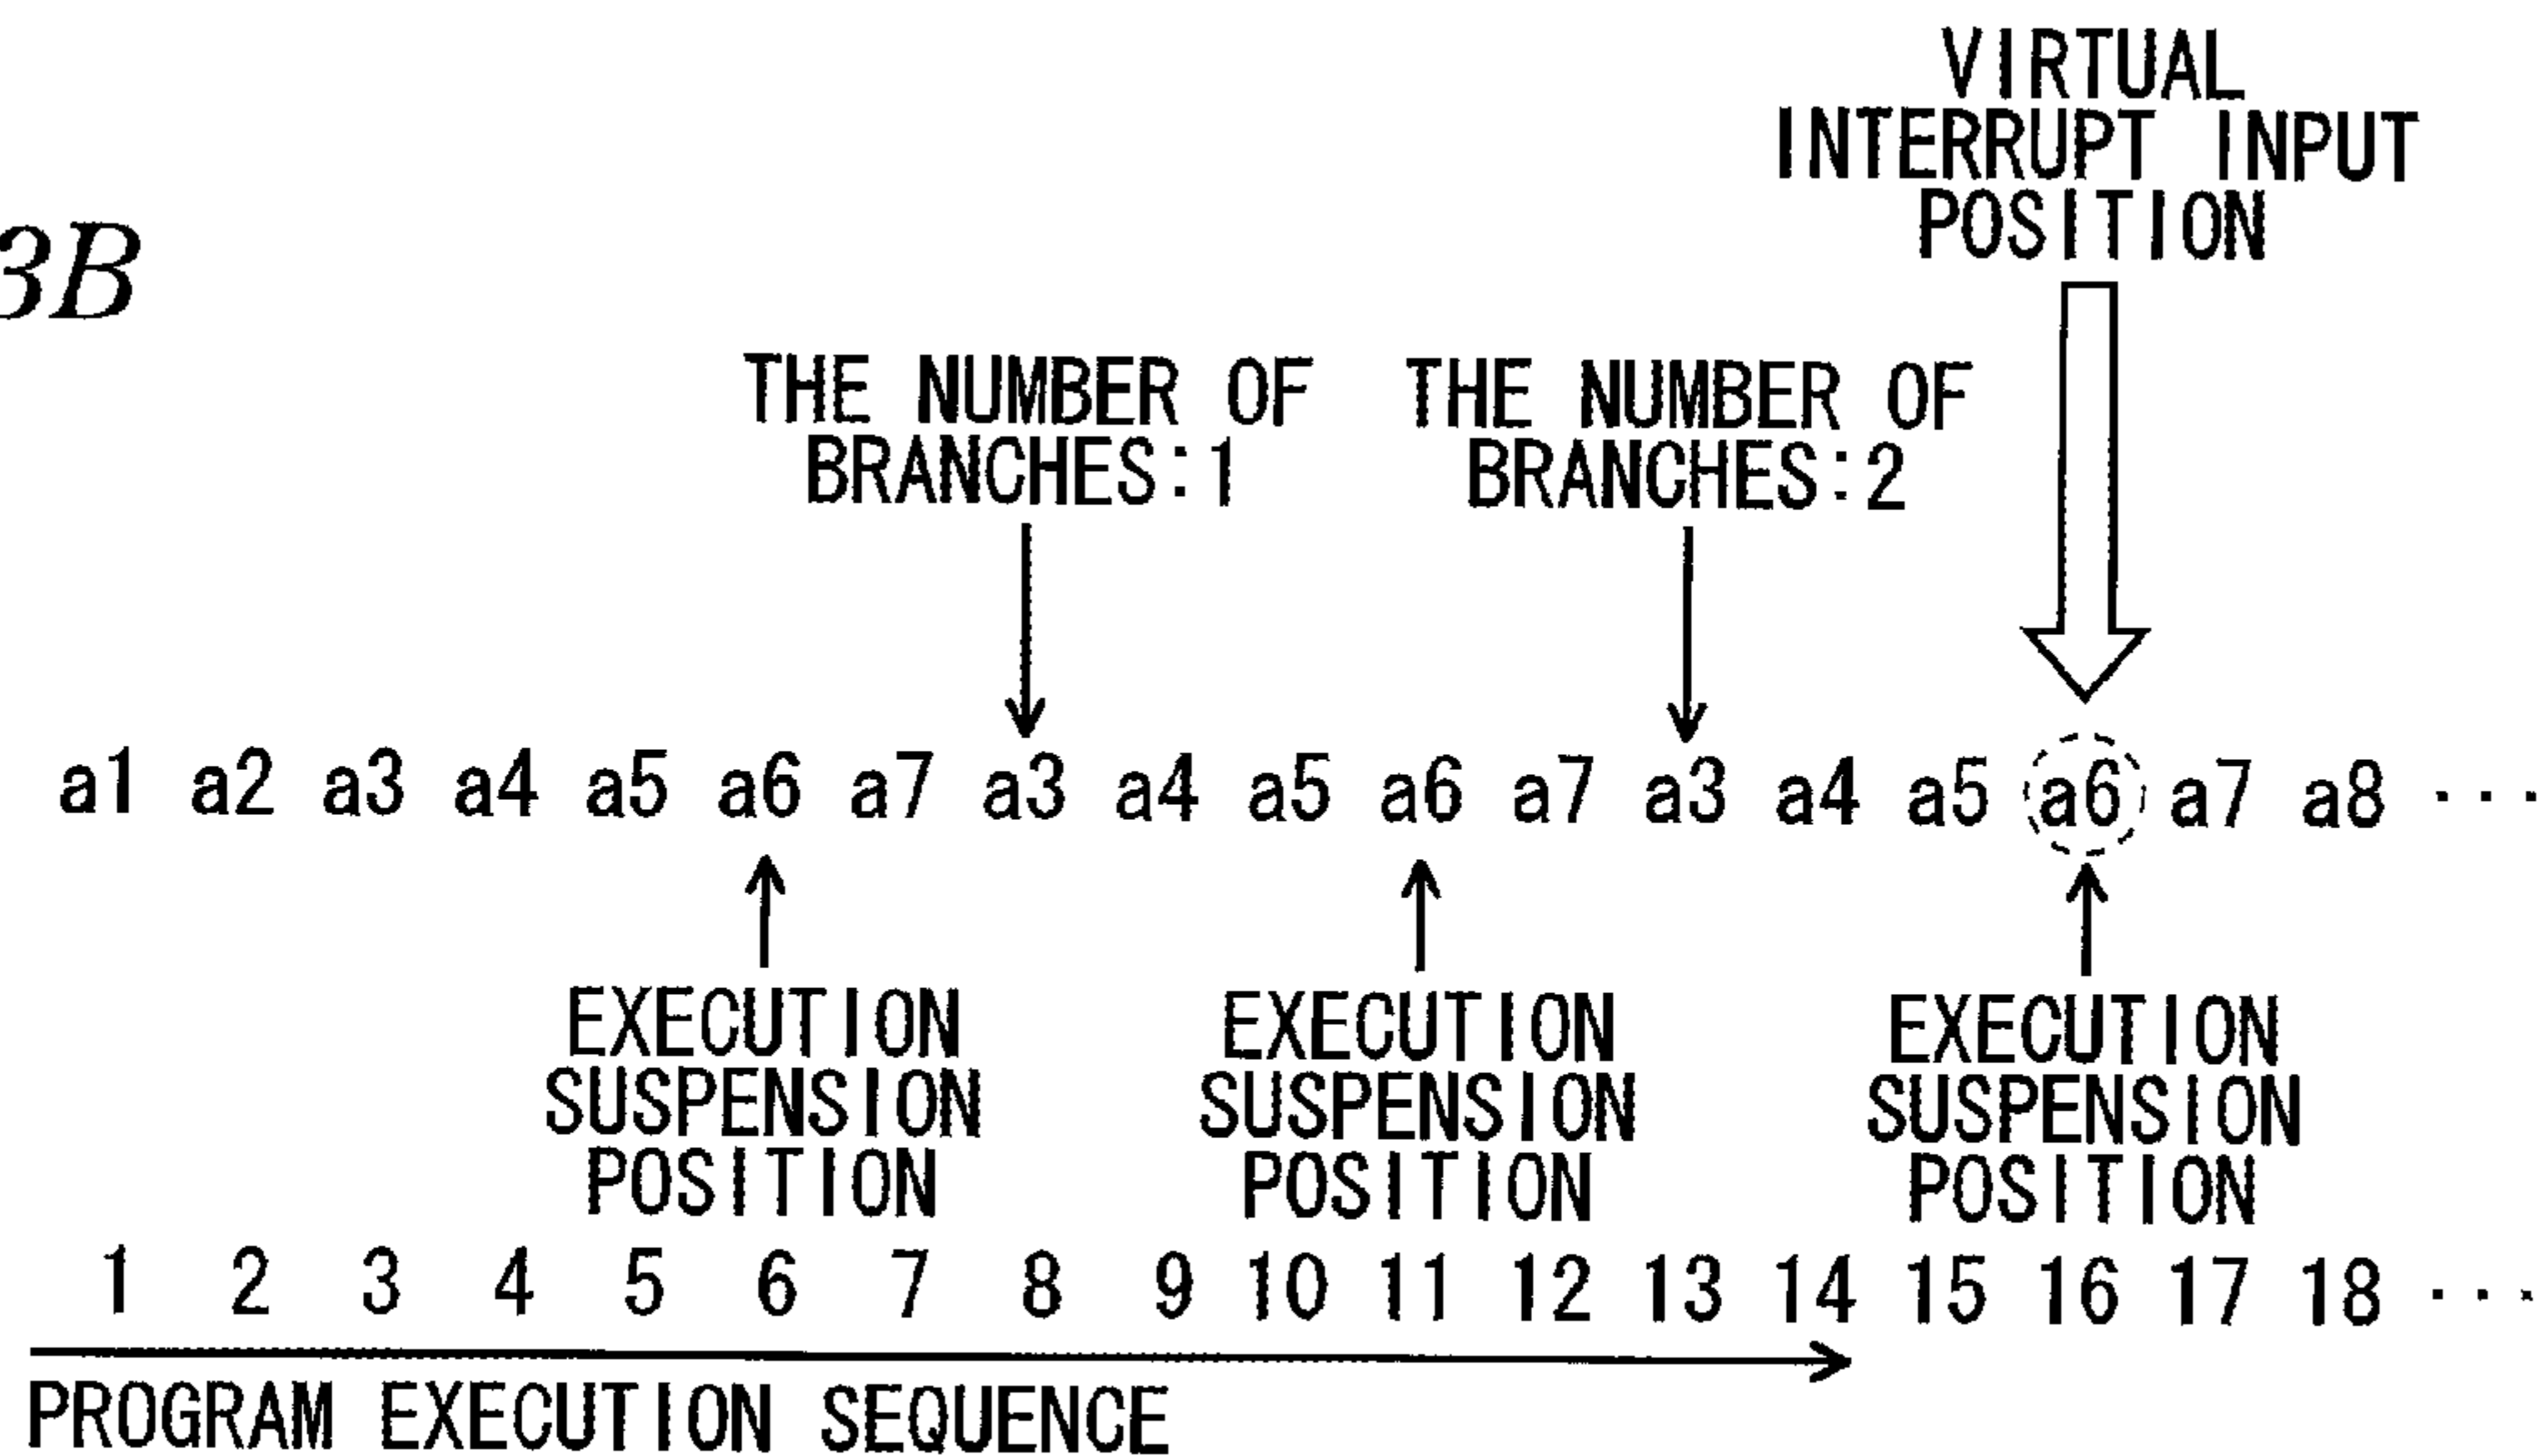 3B
VIRTUAL
INTERRUPT INPUT
POSITION
THE NUMBER OF
BRANCHES:1
THE NUMBER OF
BRANCHES:2
a1 a2 a3 a4 a5 a6 a7 a3 a4 a5 a6 a7 a3 a4 a5 a6 a7 a8 ...
EXECUTION
SUSPENSION
POSITION
EXECUTION
SUSPENSION
POSITION
EXECUTION
SUSPENSION
POSITION
1 2 3 4 5 6 7 8 9 10 11 12 13 14 15 16 17 18 ...
PROGRAM EXECUTION SEQUENCE